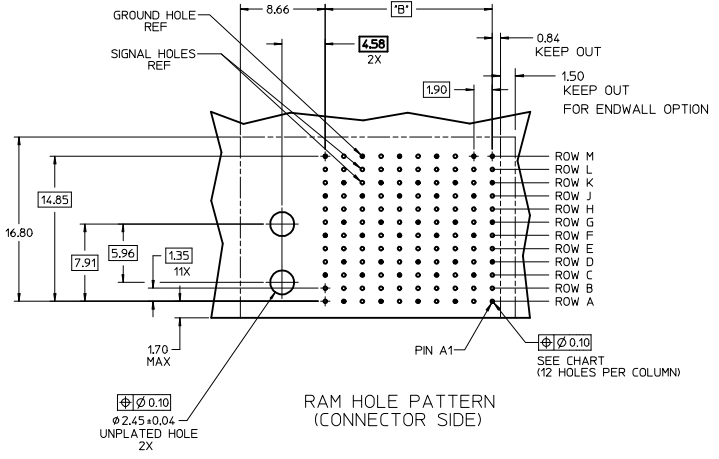 GROUND HOLE
REF
SIGNAL HOLES
REF
8.66
"B"
4.58
2X
0.84
KEEP OUT
1.50
KEEP OUT
FOR ENDWALL OPTION
1.90
ROW M
ROW L
ROW K
ROW J
ROW H
ROW G
ROW F
ROW E
ROW D
ROW C
ROW B
ROW A
16.80
14.85
7.91
5.96
1.35
11X
1.70
MAX
PIN A1
⌖ Ø 0.10
SEE CHART
(12 HOLES PER COLUMN)
⌖ Ø 0.10
Ø 2.45±0.04
UNPLATED HOLE
2X
RAM HOLE PATTERN
(CONNECTOR SIDE)